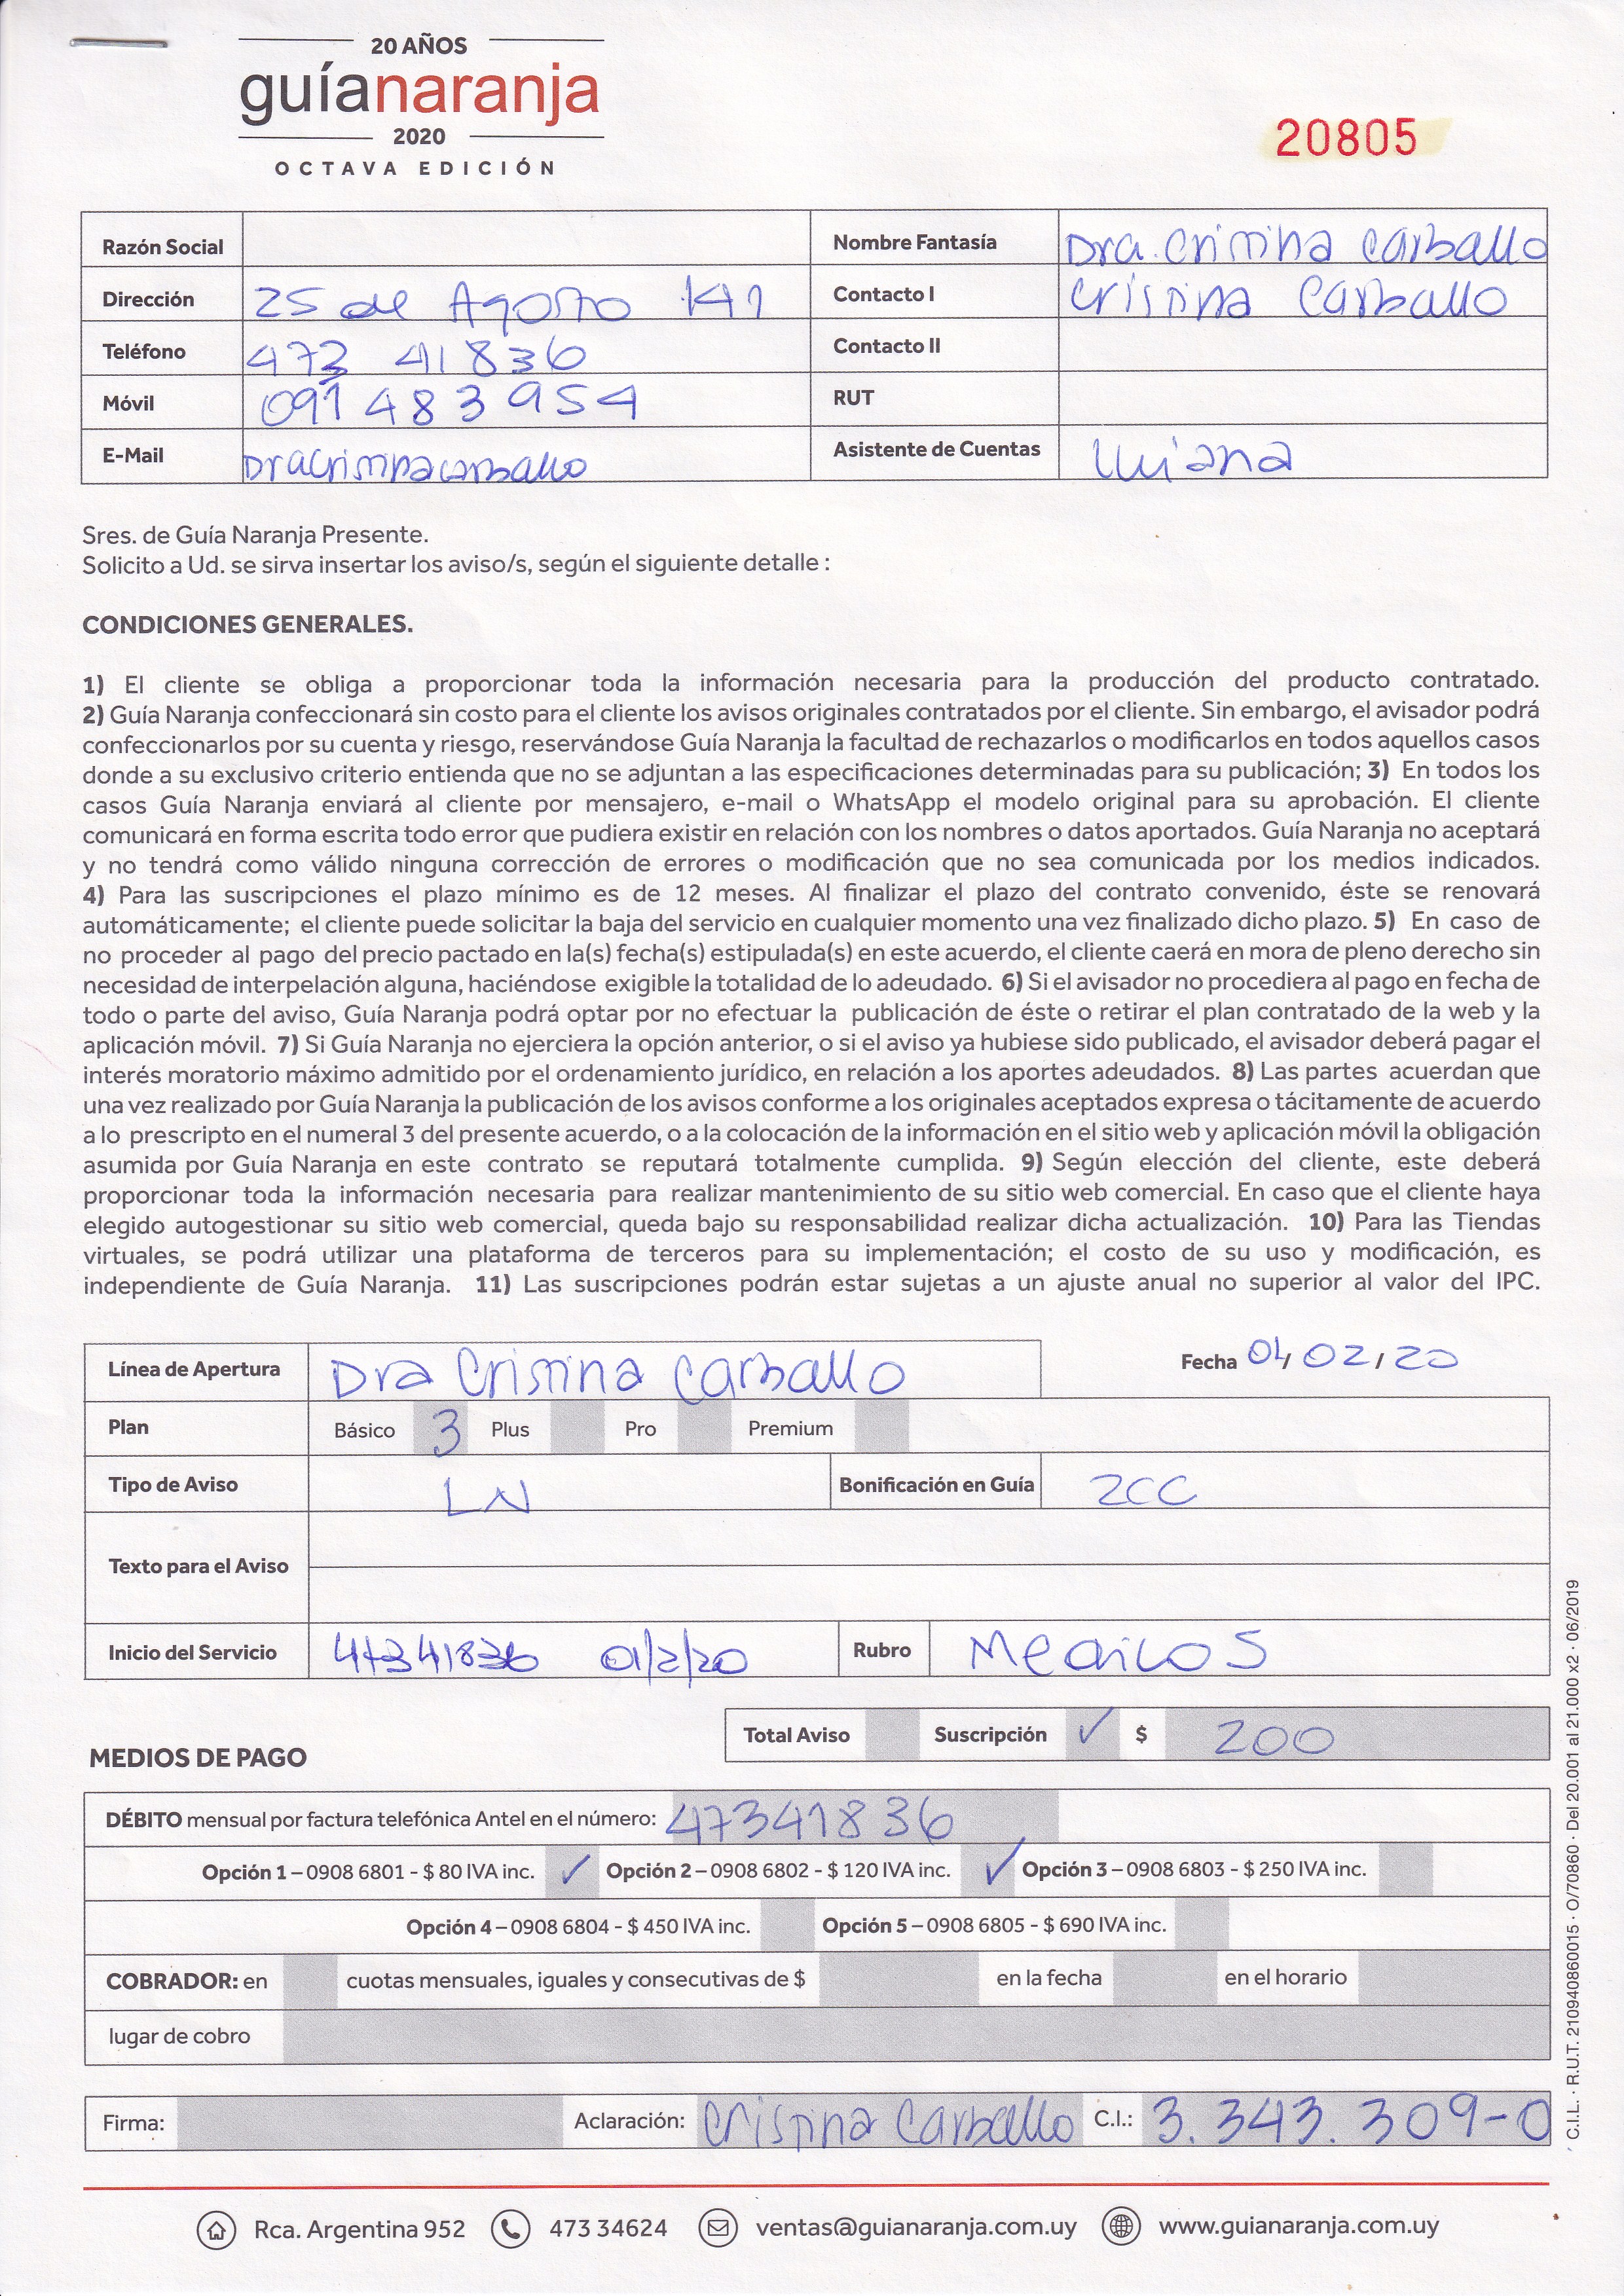 20 AÑOS
guíanaranja
2020
OCTAVA EDICIÓN
20805
Razón Social
Nombre Fantasía Dra. Cristina Carballo
Dirección 25 de Agosto 141
Contacto I Cristina Carballo
Teléfono 473 41836
Contacto II
Móvil 091 483 954
RUT
E-Mail Dracristinacarballo
Asistente de Cuentas
Sres. de Guía Naranja Presente.
Solicito a Ud. se sirva insertar los aviso/s, según el siguiente detalle :
CONDICIONES GENERALES.
1) El cliente se obliga a proporcionar toda la información necesaria para la producción del producto contratado.
2) Guía Naranja confeccionará sin costo para el cliente los avisos originales contratados por el cliente. Sin embargo, el avisador podrá
confeccionarlos por su cuenta y riesgo, reservándose Guía Naranja la facultad de rechazarlos o modificarlos en todos aquellos casos
donde a su exclusivo criterio entienda que no se adjuntan a las especificaciones determinadas para su publicación; 3) En todos los
casos Guía Naranja enviará al cliente por mensajero, e-mail o WhatsApp el modelo original para su aprobación. El cliente
comunicará en forma escrita todo error que pudiera existir en relación con los nombres o datos aportados. Guía Naranja no aceptará
y no tendrá como válido ninguna corrección de errores o modificación que no sea comunicada por los medios indicados.
4) Para las suscripciones el plazo mínimo es de 12 meses. Al finalizar el plazo del contrato convenido, éste se renovará
automáticamente; el cliente puede solicitar la baja del servicio en cualquier momento una vez finalizado dicho plazo. 5) En caso de
no proceder al pago del precio pactado en la(s) fecha(s) estipulada(s) en este acuerdo, el cliente caerá en mora de pleno derecho sin
necesidad de interpelación alguna, haciéndose exigible la totalidad de lo adeudado. 6) Si el avisador no procediera al pago en fecha de
todo o parte del aviso, Guía Naranja podrá optar por no efectuar la publicación de éste o retirar el plan contratado de la web y la
aplicación móvil. 7) Si Guía Naranja no ejerciera la opción anterior, o si el aviso ya hubiese sido publicado, el avisador deberá pagar el
interés moratorio máximo admitido por el ordenamiento jurídico, en relación a los aportes adeudados. 8) Las partes acuerdan que
una vez realizado por Guía Naranja la publicación de los avisos conforme a los originales aceptados expresa o tácitamente de acuerdo
a lo prescripto en el numeral 3 del presente acuerdo, o a la colocación de la información en el sitio web y aplicación móvil la obligación
asumida por Guía Naranja en este contrato se reputará totalmente cumplida. 9) Según elección del cliente, este deberá
proporcionar toda la información necesaria para realizar mantenimiento de su sitio web comercial. En caso que el cliente haya
elegido autogestionar su sitio web comercial, queda bajo su responsabilidad realizar dicha actualización. 10) Para las Tiendas
virtuales, se podrá utilizar una plataforma de terceros para su implementación; el costo de su uso y modificación, es
independiente de Guía Naranja. 11) Las suscripciones podrán estar sujetas a un ajuste anual no superior al valor del IPC.
Línea de Apertura Dra Cristina Carballo
Fecha 01/ 02 / 20
Plan Básico 3 Plus Pro Premium
Tipo de Aviso LN
Bonificación en Guía 2CC
Texto para el Aviso
Inicio del Servicio 47341836 01/2/20
Rubro Medicos
Total Aviso Suscripción ✓ $ 200
MEDIOS DE PAGO
DÉBITO mensual por factura telefónica Antel en el número: 47341836
Opción 1 – 0908 6801 - $ 80 IVA inc. ✓ Opción 2 – 0908 6802 - $ 120 IVA inc. ✓ Opción 3 – 0908 6803 - $ 250 IVA inc.
Opción 4 – 0908 6804 - $ 450 IVA inc. Opción 5 – 0908 6805 - $ 690 IVA inc.
COBRADOR: en cuotas mensuales, iguales y consecutivas de $ en la fecha en el horario
lugar de cobro
Firma: Aclaración: Cristina Carballo C.I.: 3.343.309-0
Rca. Argentina 952 473 34624 ventas@guianaranja.com.uy www.guianaranja.com.uy
C.I.L. · R.U.T. 210940860015 · O/70860 · Del 20.001 al 21.000 x2 · 06/2019